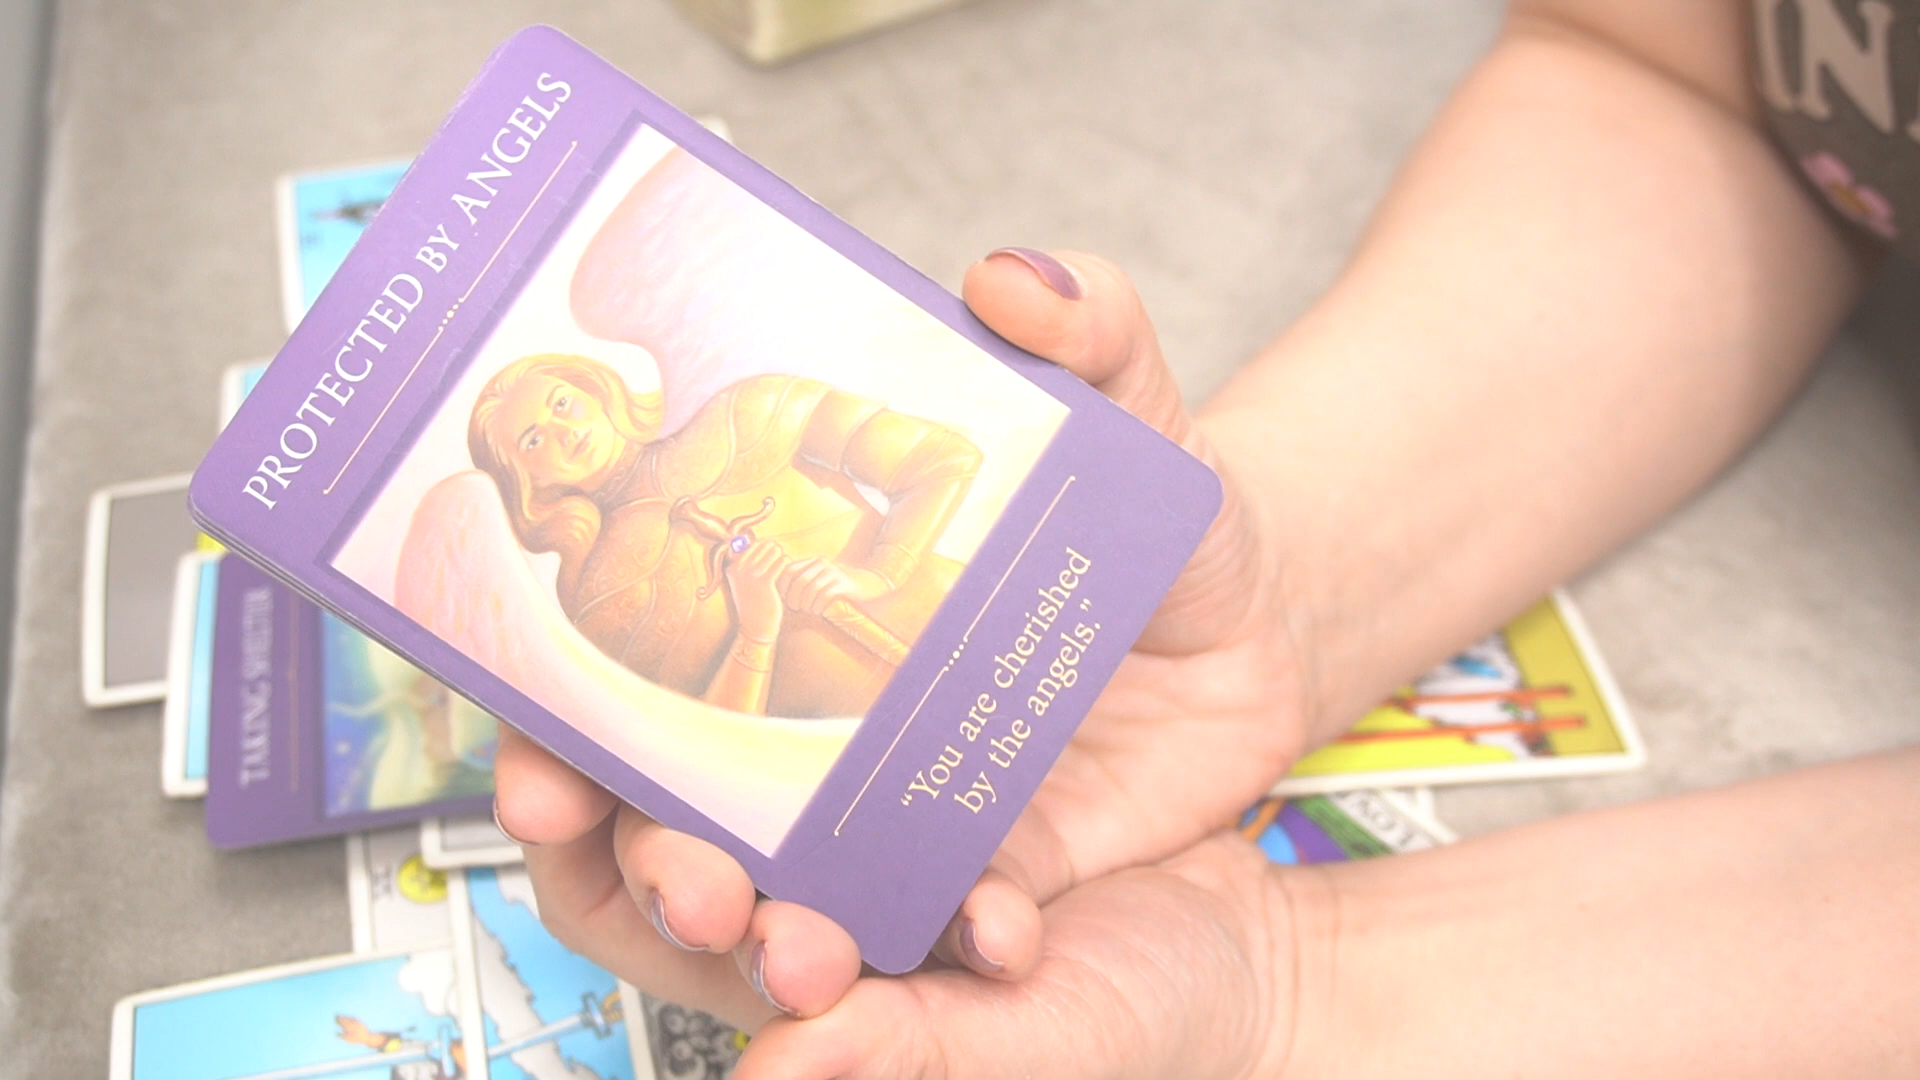 PROTECTED BY ANGELS
“You are cherished
by the angels.”
TAKING SHELTER